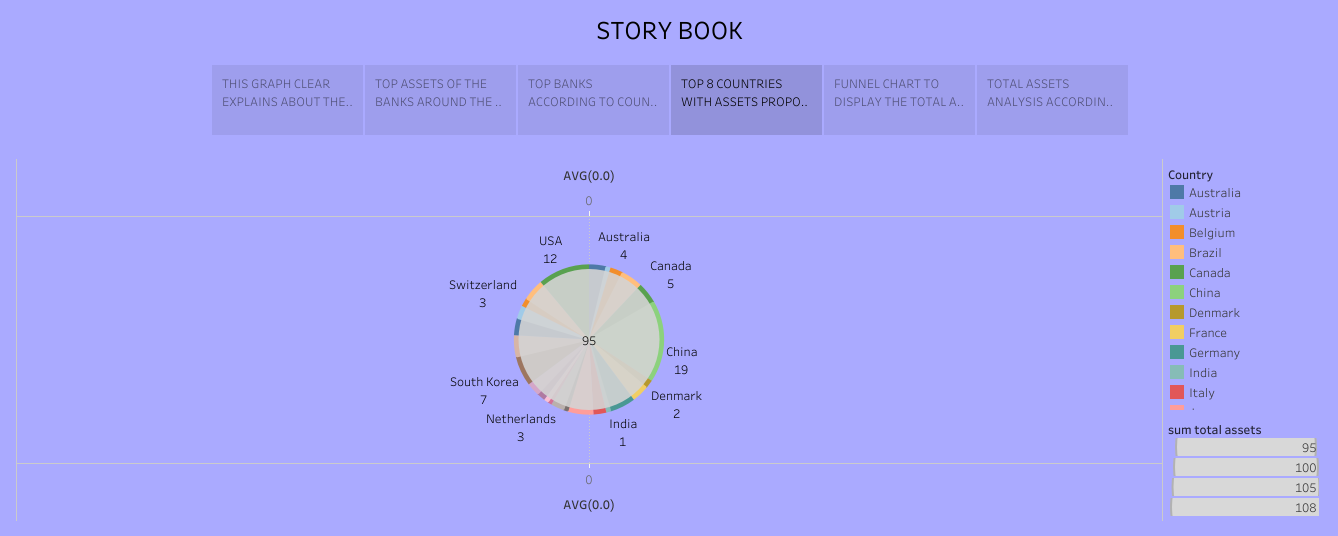 STORY BOOK
THIS GRAPH CLEAR
EXPLAINS ABOUT THE..
TOP ASSETS OF THE
BANKS AROUND THE ..
TOP BANKS
ACCORDING TO COUN..
TOP 8 COUNTRIES
WITH ASSETS PROPO..
FUNNEL CHART TO
DISPLAY THE TOTAL A..
TOTAL ASSETS
ANALYSIS ACCORDIN..
AVG(0.0)
0
USA
12
Australia
4
Canada
5
Switzerland
3
95
China
19
South Korea
7
Denmark
2
Netherlands
3
India
1
0
AVG(0.0)
Country
Australia
Austria
Belgium
Brazil
Canada
China
Denmark
France
Germany
India
Italy
sum total assets
95
100
105
108